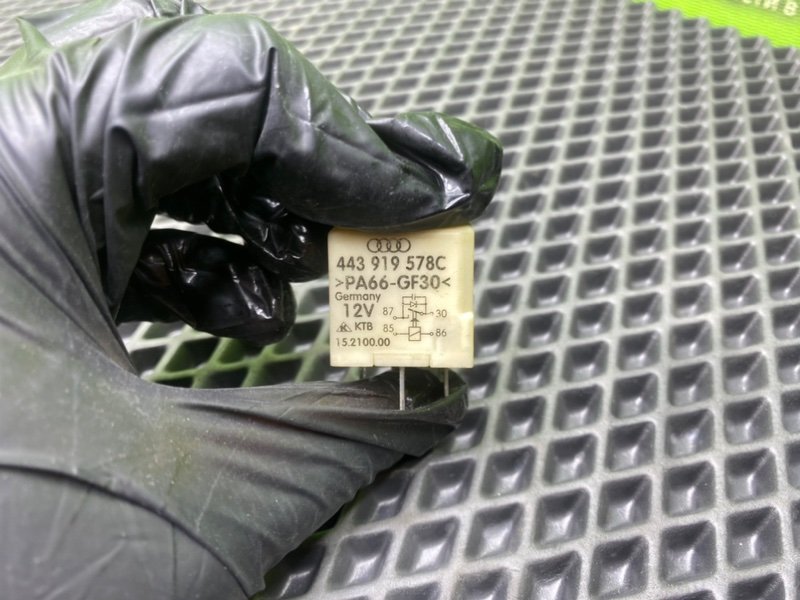 443 919 578C
>PA66-GF30<
Germany
12V 87 30
KTB 85 86
15.2100.00